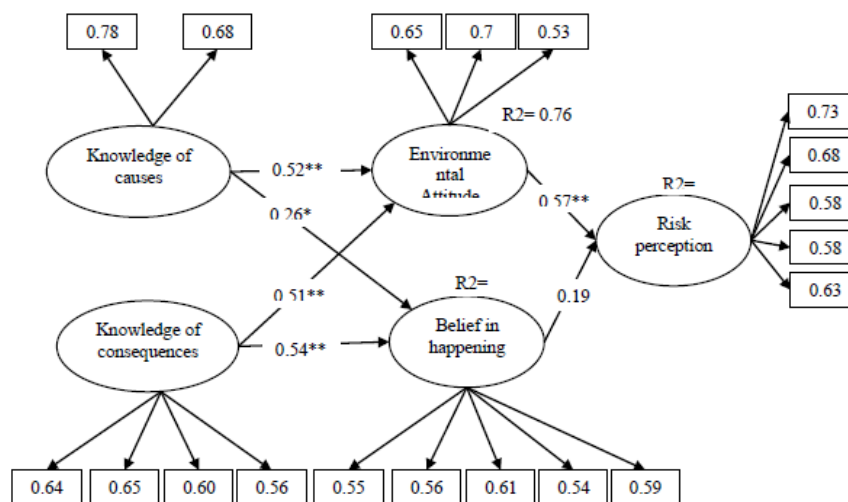 0.78
0.68
0.65
0.7
0.53
R2= 0.76
Knowledge of
causes
0.52**
Environme
ntal
Attitude
0.57**
0.26*
R2=
Risk
perception
0.73
0.68
0.58
0.58
0.63
0.51**
R2=
0.19
Knowledge of
consequences
0.54**
Belief in
happening
0.64
0.65
0.60
0.56
0.55
0.56
0.61
0.54
0.59